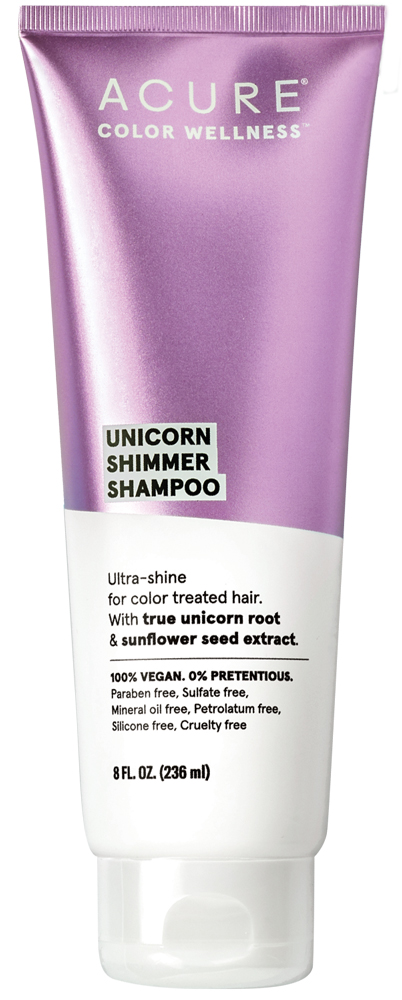 ACURE®
COLOR WELLNESS™
UNICORN
SHIMMER
SHAMPOO
Ultra-shine
for color treated hair.
With true unicorn root
& sunflower seed extract.
100% VEGAN. 0% PRETENTIOUS.
Paraben free, Sulfate free,
Mineral oil free, Petrolatum free,
Silicone free, Cruelty free
8 FL. OZ. (236 ml)